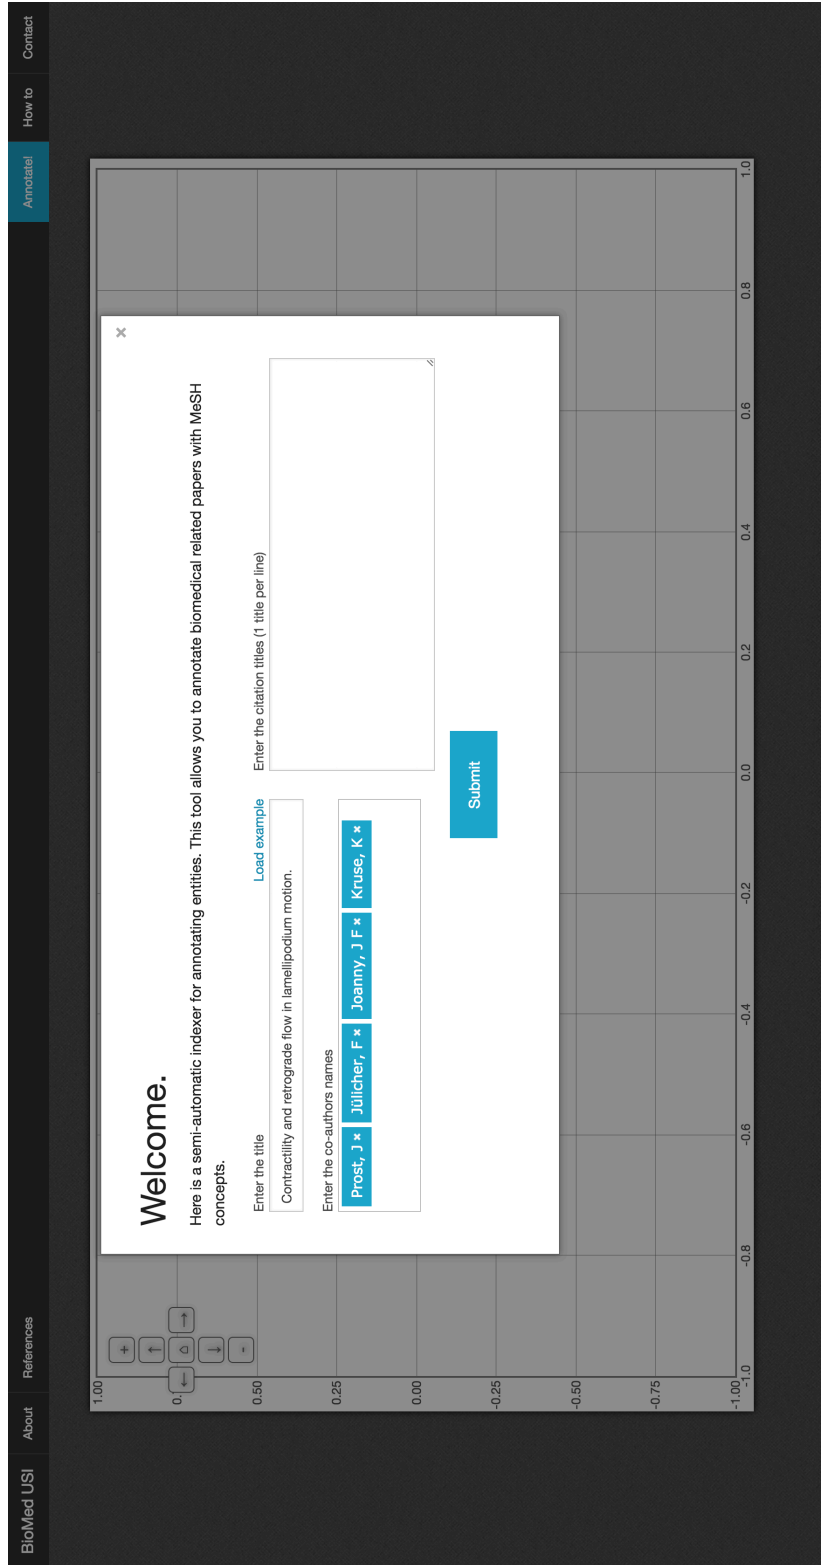 BioMed USI
About
References
Annotate!
How to
Contact
×
Welcome.
Here is a semi-automatic indexer for annotating entities. This tool allows you to annotate biomedical related papers with MeSH
concepts.
Enter the title
Load example
Contractility and retrograde flow in lamellipodium motion.
Enter the co-authors names
Prost, J ×
Jülicher, F ×
Joanny, J F ×
Kruse, K ×
Enter the citation titles (1 title per line)
Submit
+
↑
← ⌂ →
↓
-
1.00
0.
0.50
0.25
0.00
-0.25
-0.50
-0.75
-1.00
-1.0
-0.8
-0.6
-0.4
-0.2
0.0
0.2
0.4
0.6
0.8
1.0